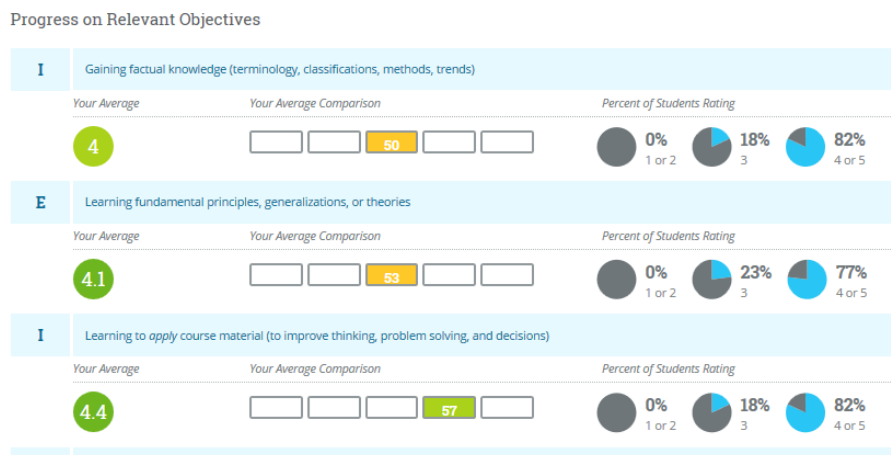 Progress on Relevant Objectives
I Gaining factual knowledge (terminology, classifications, methods, trends)
Your Average Your Average Comparison Percent of Students Rating
4 50 0% 18% 82%
1 or 2 3 4 or 5
E Learning fundamental principles, generalizations, or theories
Your Average Your Average Comparison Percent of Students Rating
4.1 53 0% 23% 77%
1 or 2 3 4 or 5
I Learning to apply course material (to improve thinking, problem solving, and decisions)
Your Average Your Average Comparison Percent of Students Rating
4.4 57 0% 18% 82%
1 or 2 3 4 or 5